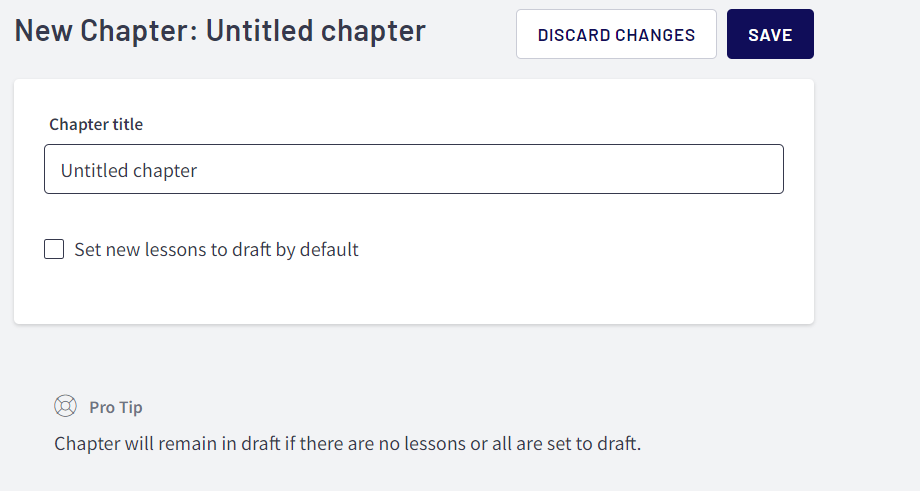 New Chapter: Untitled chapter
DISCARD CHANGES
SAVE
Chapter title
Untitled chapter
Set new lessons to draft by default
Pro Tip
Chapter will remain in draft if there are no lessons or all are set to draft.